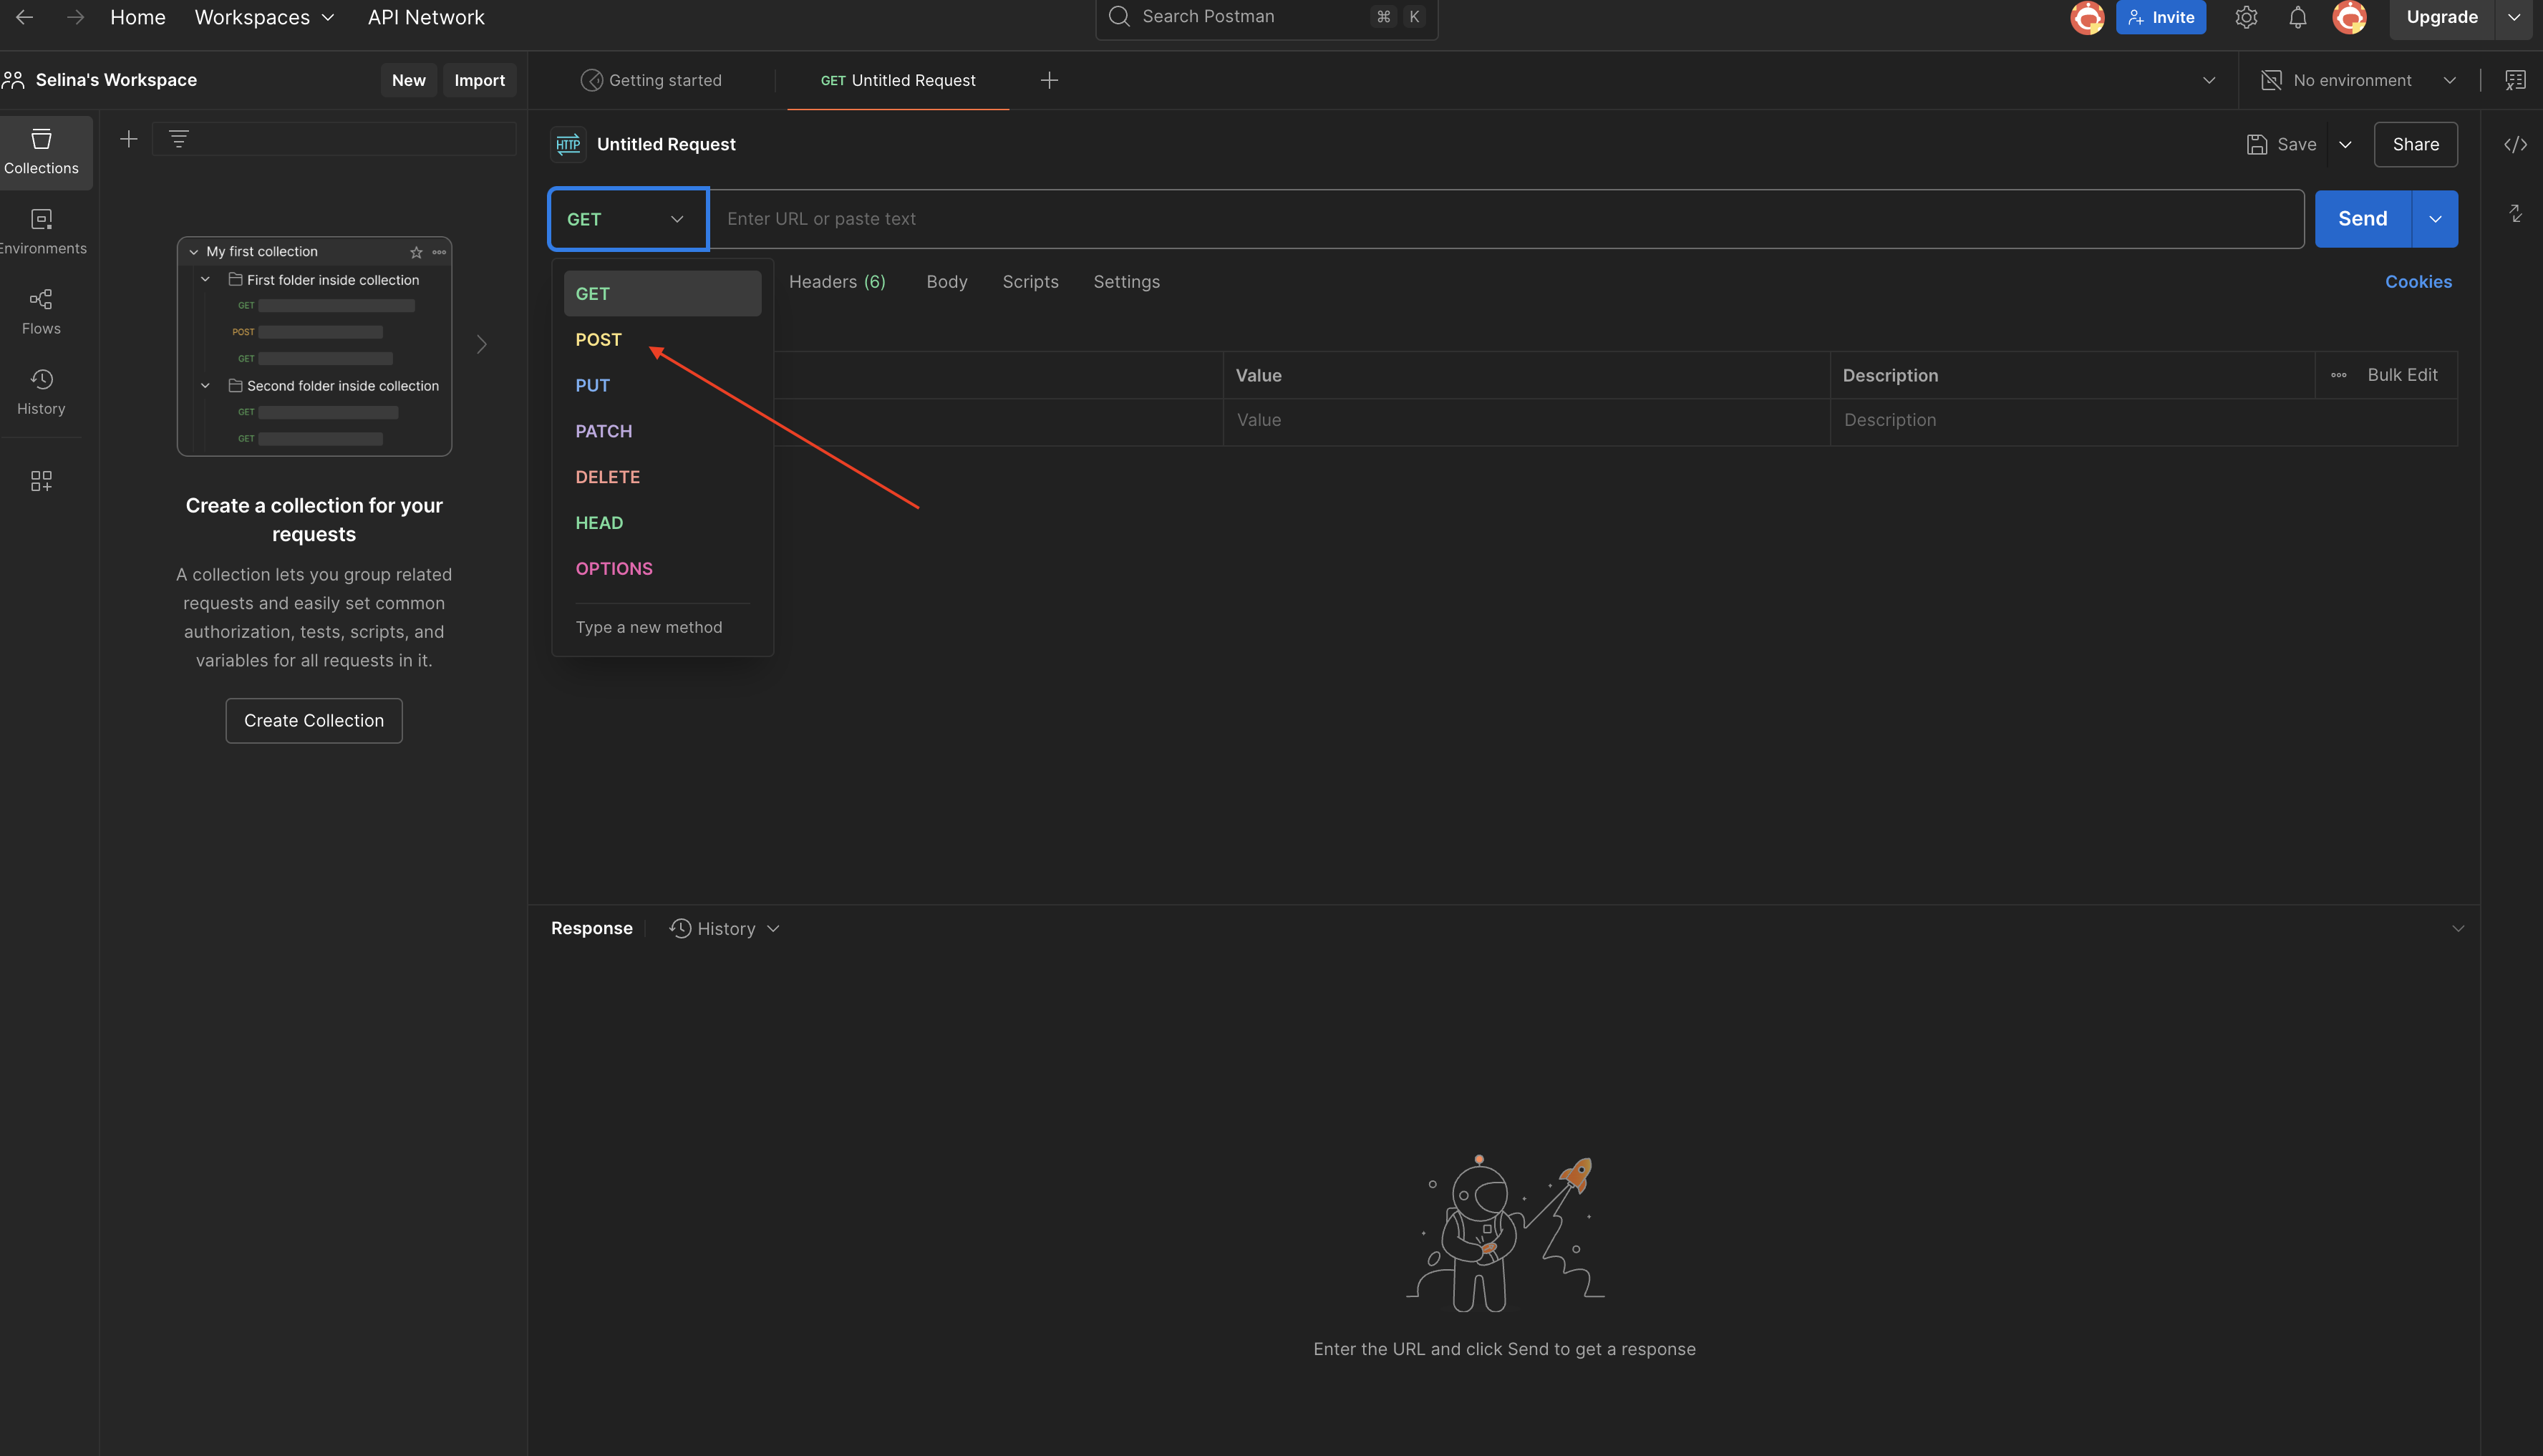 Home Workspaces API Network
Search Postman
⌘ K
Invite
Upgrade
Selina's Workspace
New
Import
Getting started
GET Untitled Request
No environment
Collections
Environments
Flows
History
My first collection
First folder inside collection
GET
POST
GET
Second folder inside collection
GET
GET
Create a collection for your
requests
A collection lets you group related
requests and easily set common
authorization, tests, scripts, and
variables for all requests in it.
Create Collection
HTTP Untitled Request
Save
Share
GET
Enter URL or paste text
Send
Headers (6)
Body
Scripts
Settings
Cookies
GET
POST
PUT
PATCH
DELETE
HEAD
OPTIONS
Type a new method
Value
Description
Bulk Edit
Value
Description
Response
History
Enter the URL and click Send to get a response